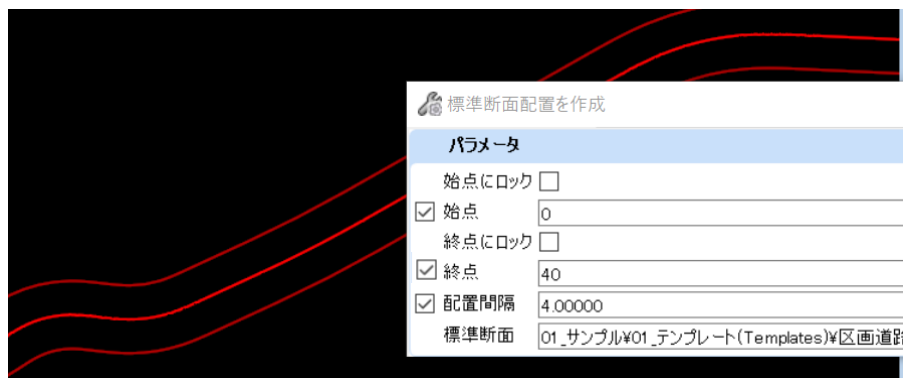 標準断面配置を作成
パラメータ
始点にロック
始点 0
終点にロック
終点 40
配置間隔 4.00000
標準断面 01_サンプル¥01_テンプレート(Templates)¥区画道路